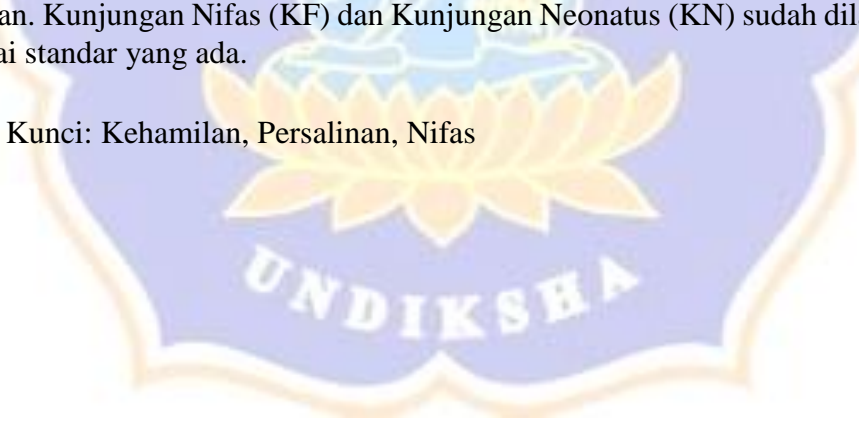 an. Kunjungan Nifas (KF) dan Kunjungan Neonatus (KN) sudah dil
ai standar yang ada.
Kunci: Kehamilan, Persalinan, Nifas
UNDIKSHA